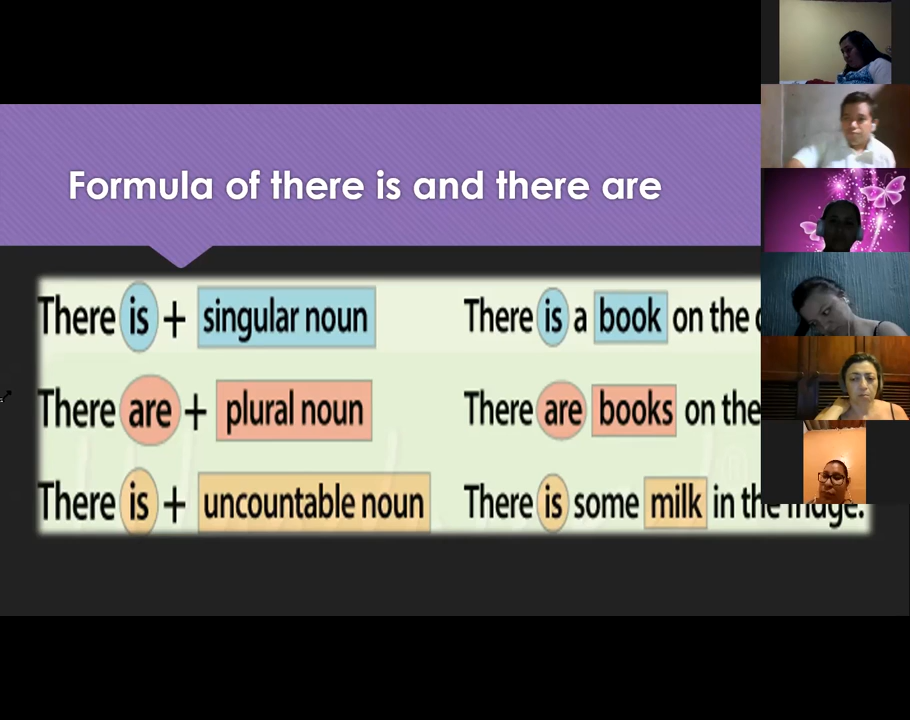 Formula of there is and there are
There is + singular noun
There is a book on the
There are + plural noun
There are books on the
There is + uncountable noun
There is some milk in the fridge.